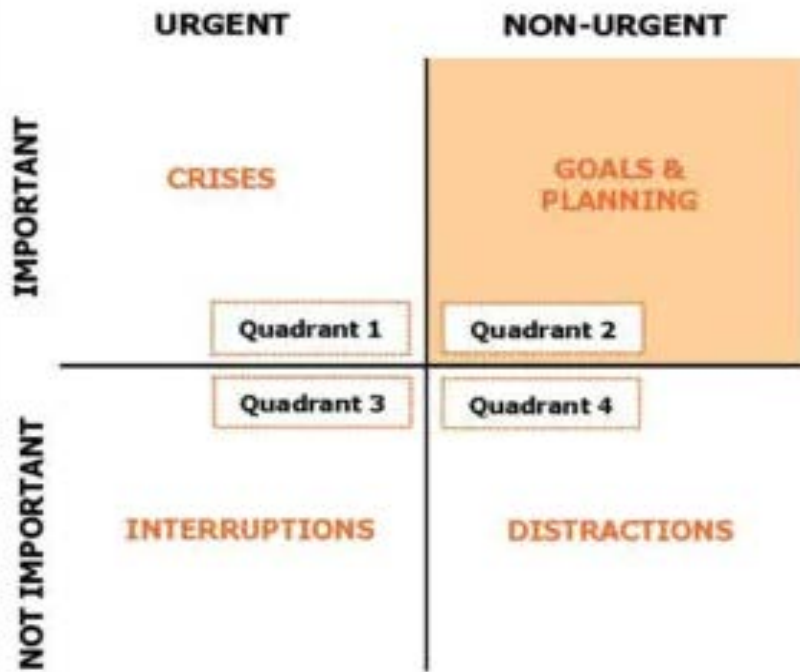 URGENT
NON-URGENT
IMPORTANT
CRISES
GOALS &
PLANNING
Quadrant 1
Quadrant 2
Quadrant 3
Quadrant 4
NOT IMPORTANT
INTERRUPTIONS
DISTRACTIONS